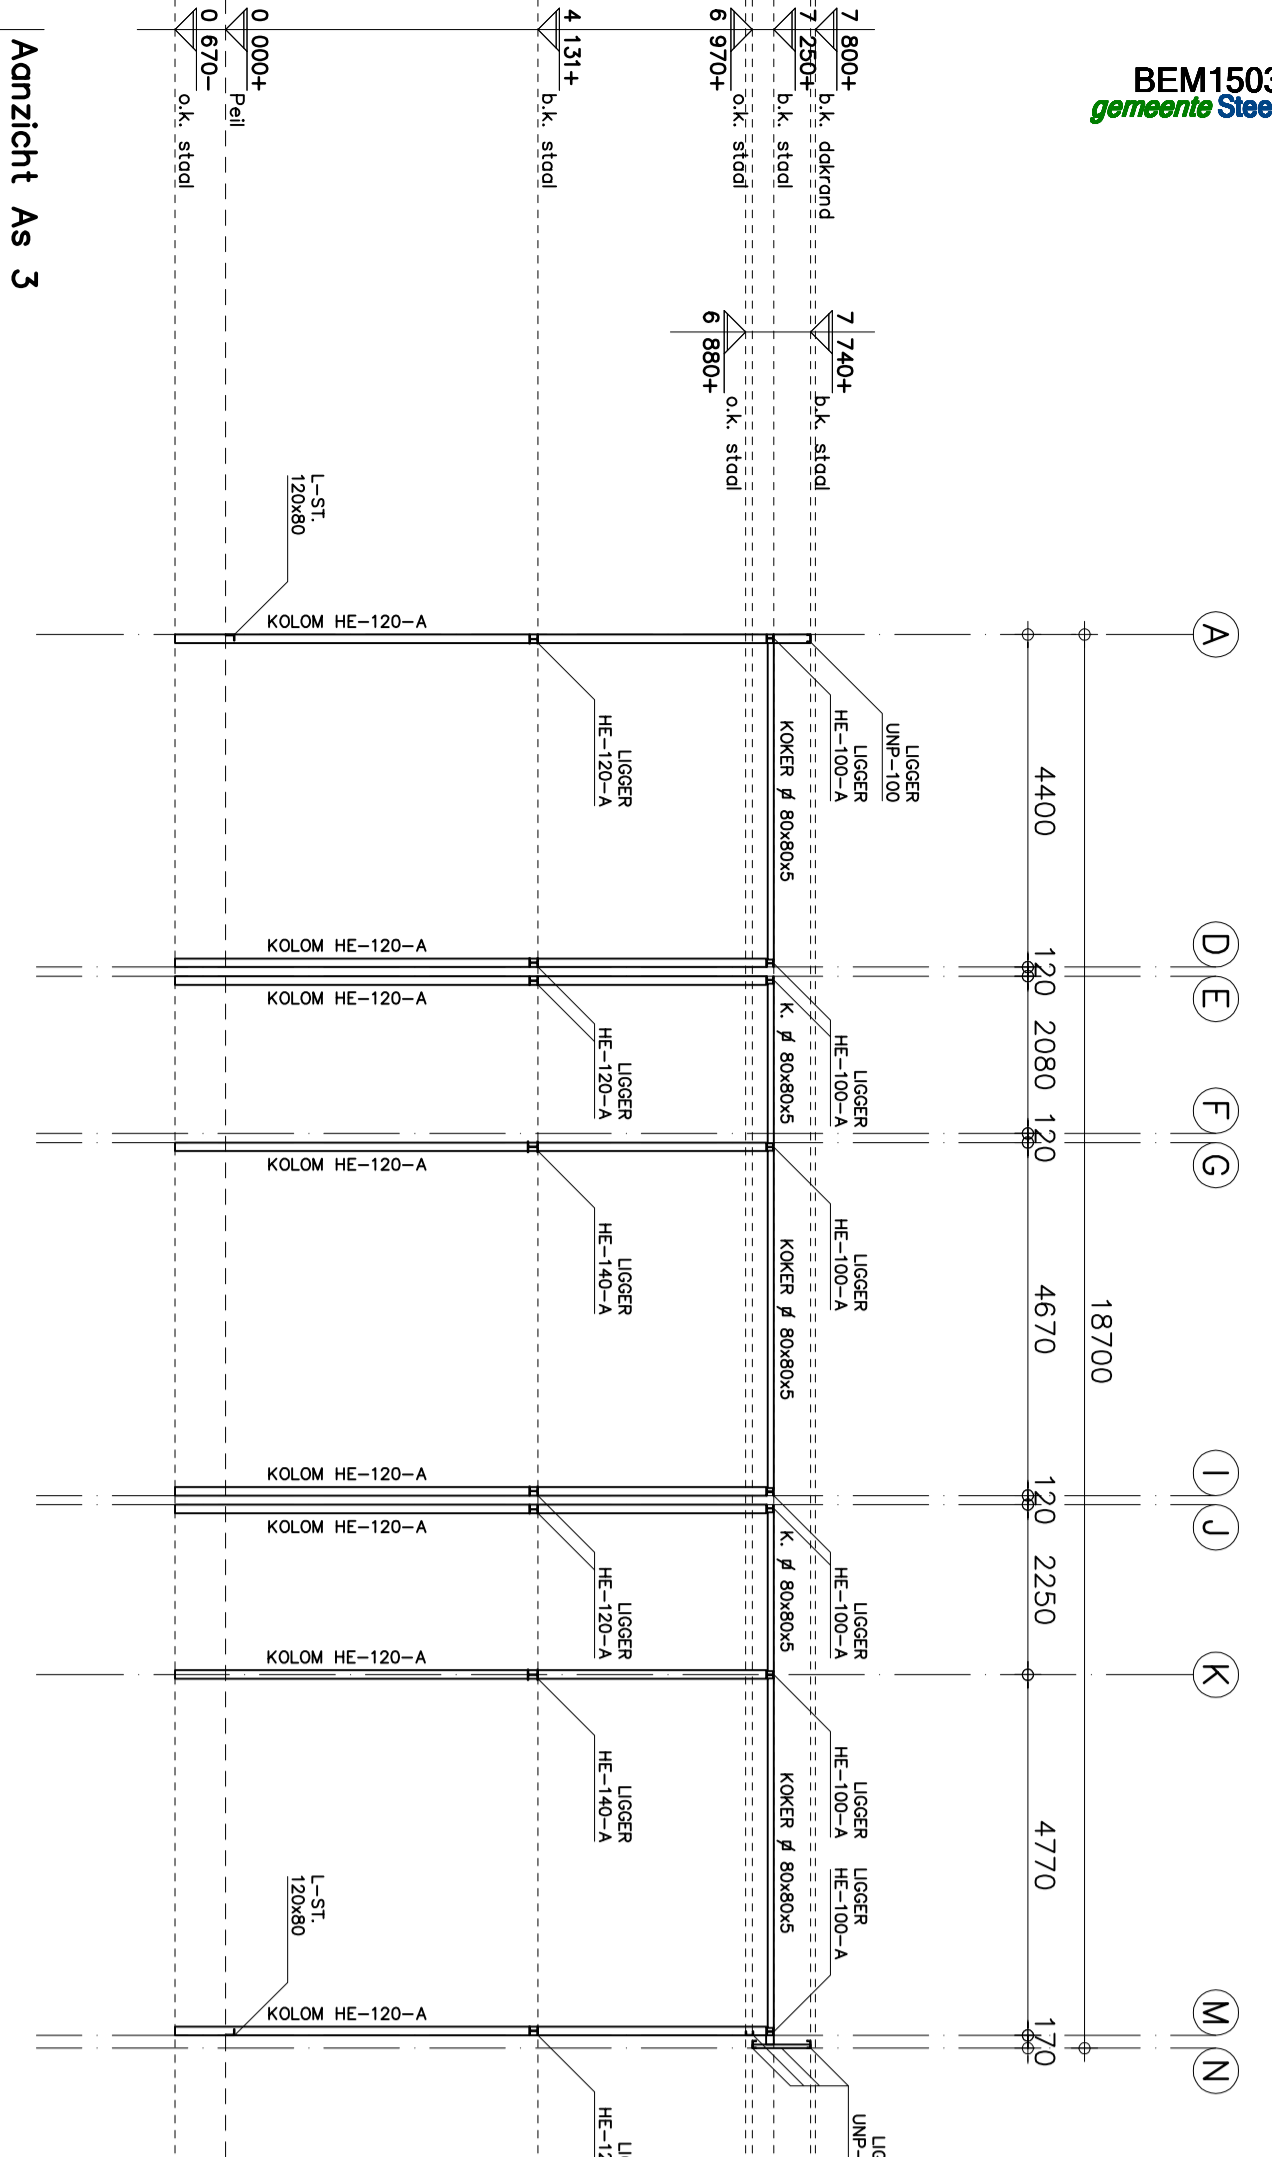 BEM1503
gemeente Stee
A
D
E
F
G
I
J
K
M
N
18700
4400
120
2080
120
4670
120
2250
4770
170
7 800+
b.k. dakrand
7 250+
b.k. staal
6 970+
o.k. staal
4 131+
b.k. staal
0 000+
Peil
0 670-
o.k. staal
7 740+
b.k. staal
6 880+
o.k. staal
LIGGER
UNP-100
LIGGER
HE-100-A
LIGGER
HE-100-A
LIGGER
HE-100-A
LIGGER
HE-100-A
LIGGER
HE-100-A
LIGGER
HE-100-A
KOKER ⌀ 80x80x5
K. ⌀ 80x80x5
KOKER ⌀ 80x80x5
K. ⌀ 80x80x5
KOKER ⌀ 80x80x5
LIGGER
HE-120-A
LIGGER
HE-120-A
LIGGER
HE-140-A
LIGGER
HE-120-A
LIGGER
HE-140-A
L-ST.
120x80
L-ST.
120x80
KOLOM HE-120-A
KOLOM HE-120-A
KOLOM HE-120-A
KOLOM HE-120-A
KOLOM HE-120-A
KOLOM HE-120-A
KOLOM HE-120-A
KOLOM HE-120-A
Aanzicht As 3